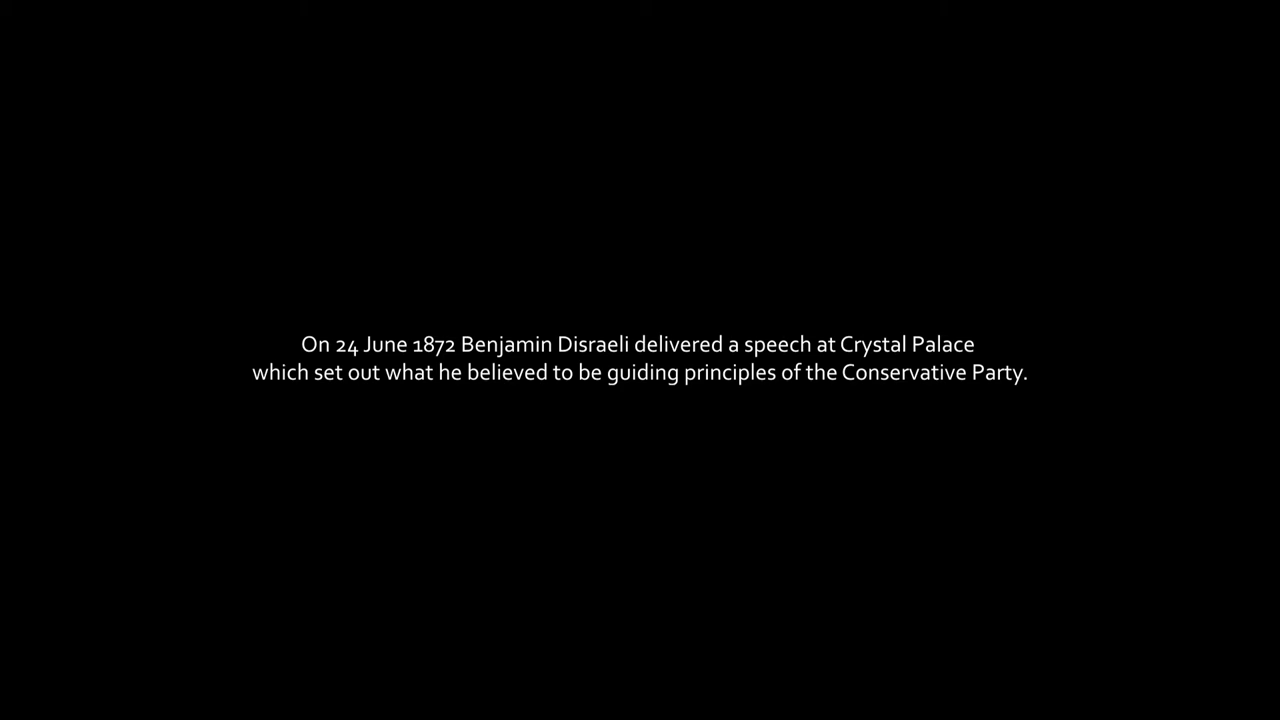 On 24 June 1872 Benjamin Disraeli delivered a speech at Crystal Palace
which set out what he believed to be guiding principles of the Conservative Party.